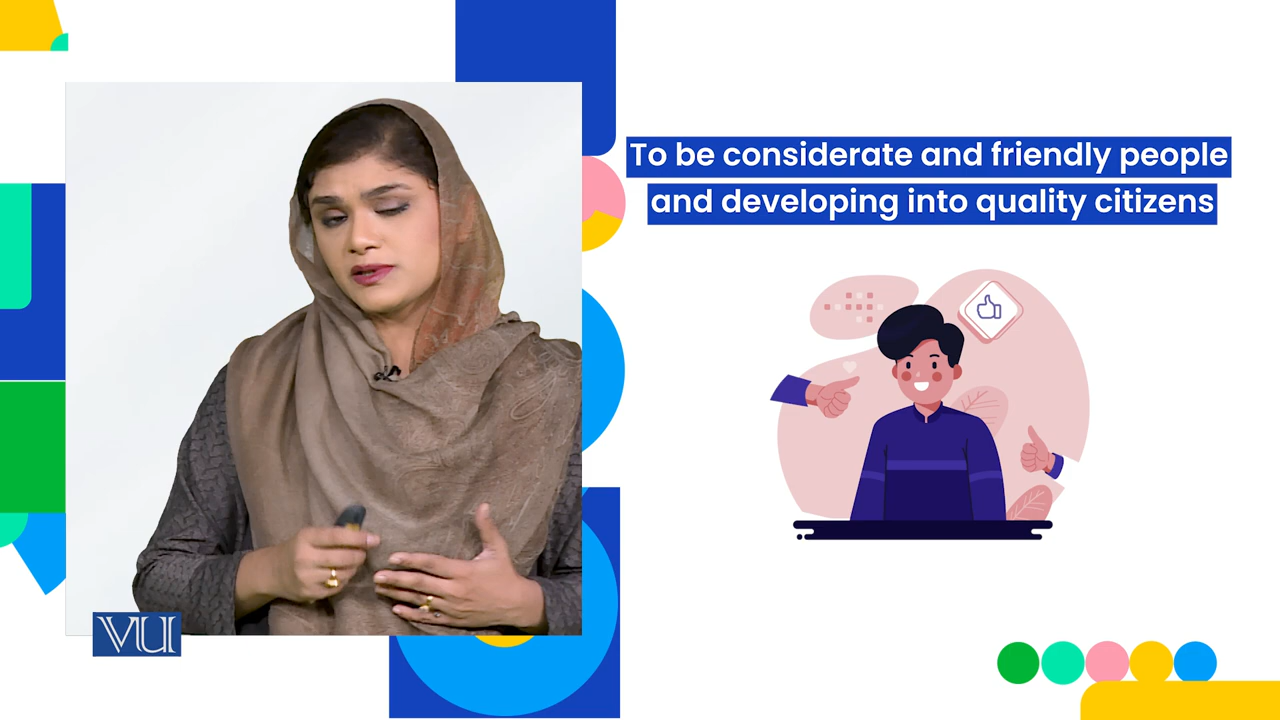 To be considerate and friendly people
and developing into quality citizens
VU